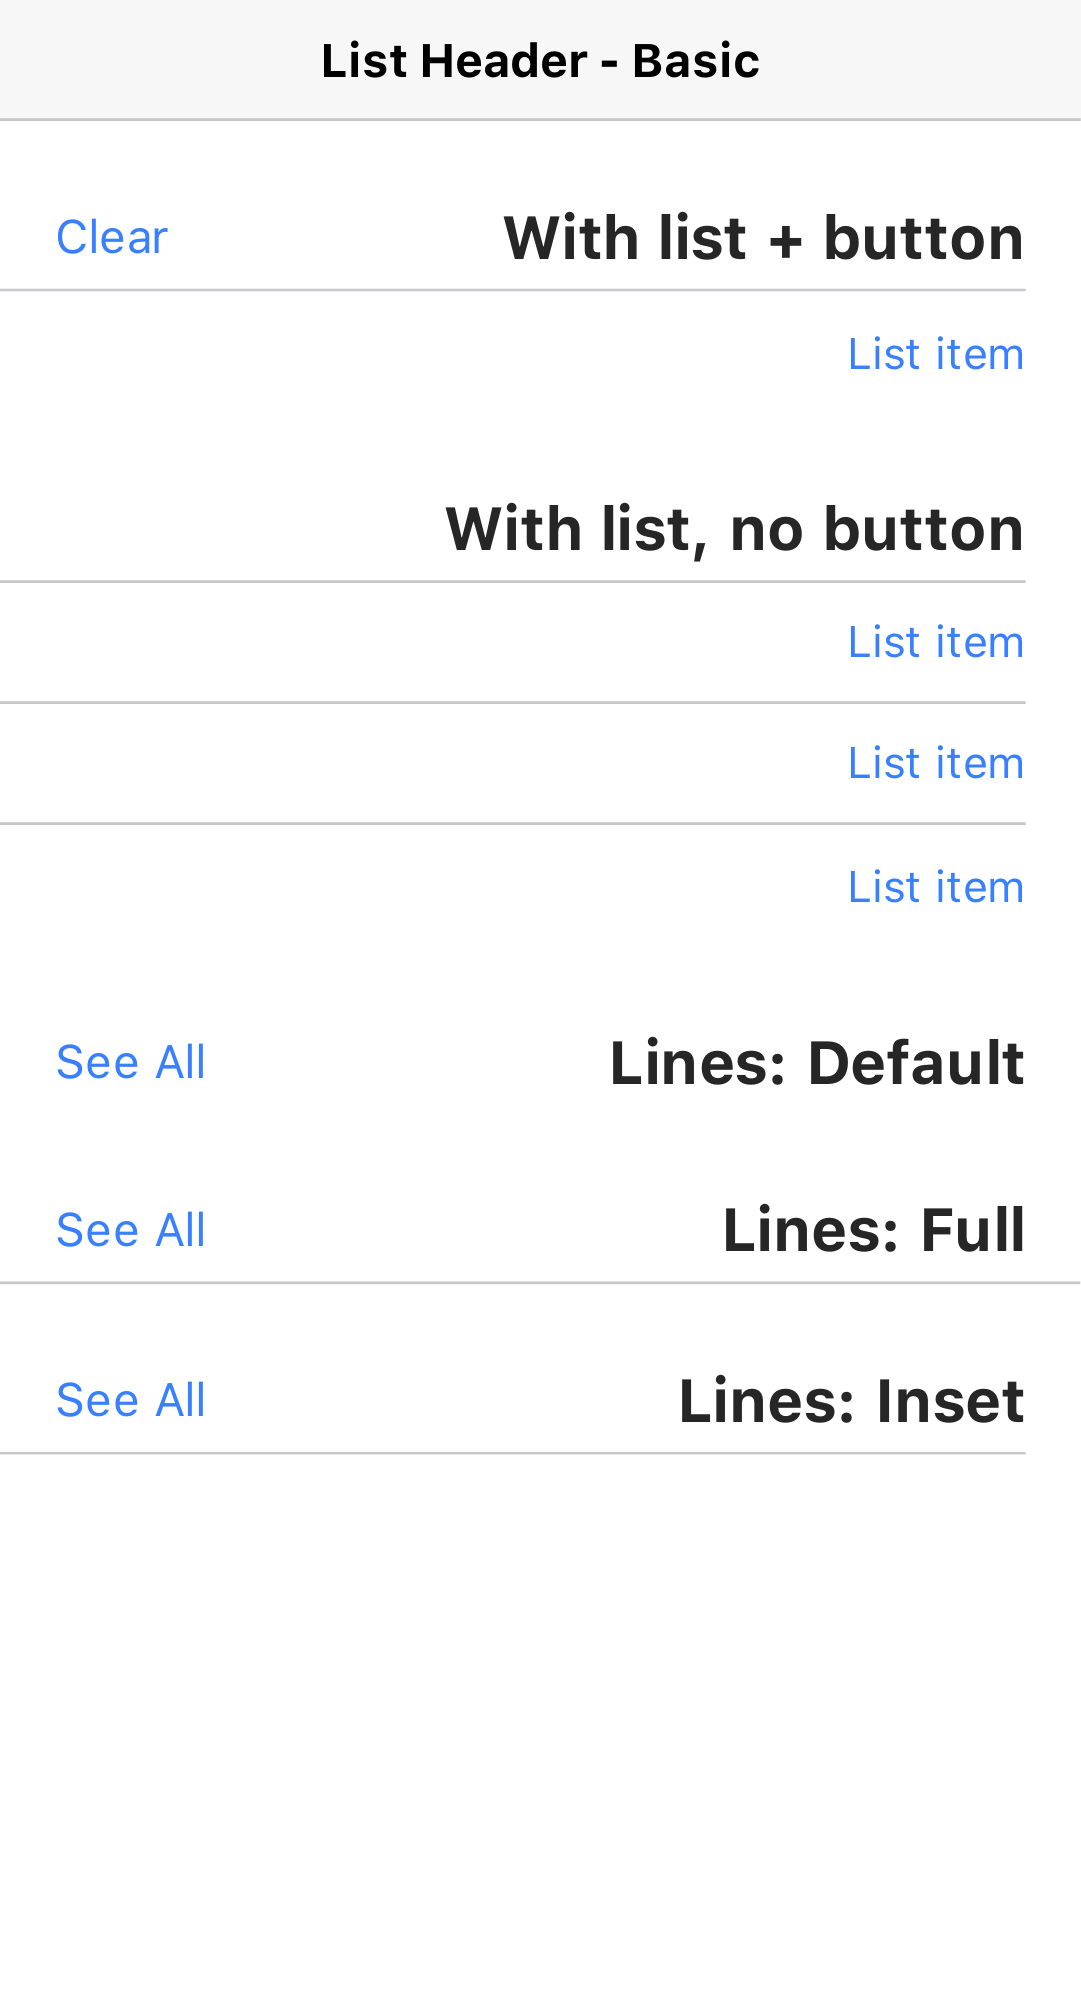 List Header - Basic
With list + button
Clear
List item
With list, no button
List item
List item
List item
Lines: Default
See All
Lines: Full
See All
Lines: Inset
See All